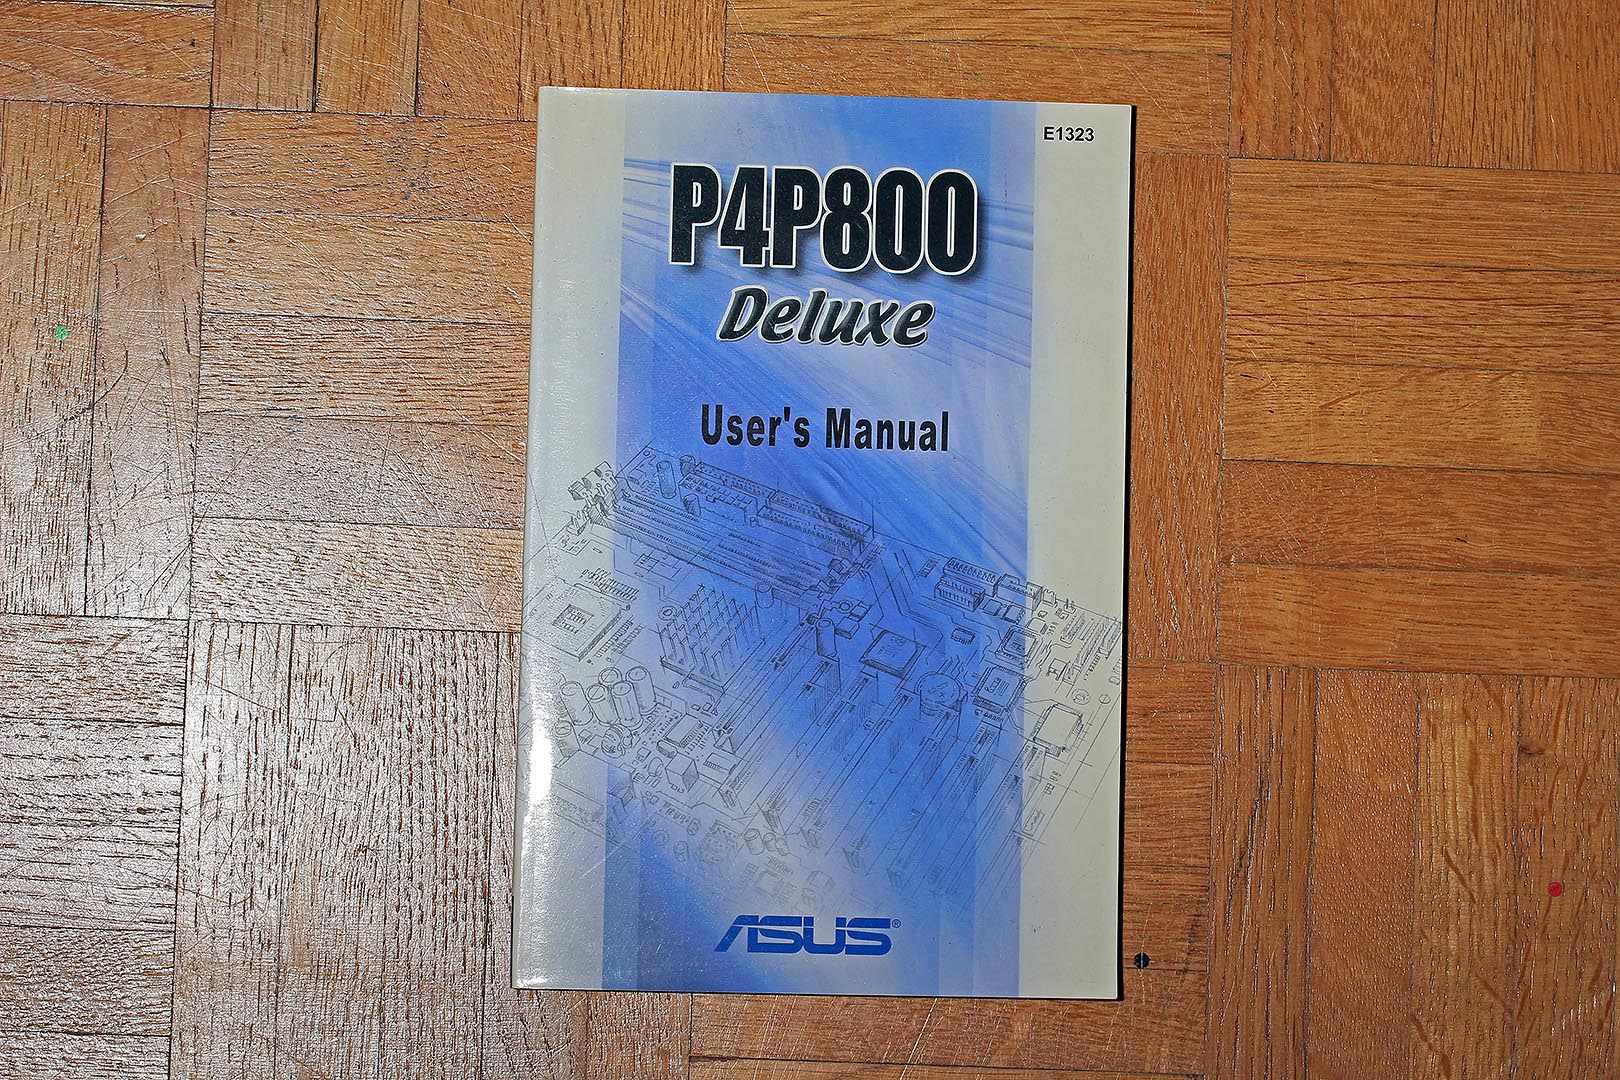 E1323
P4P800
Deluxe
User's Manual
ASUS®